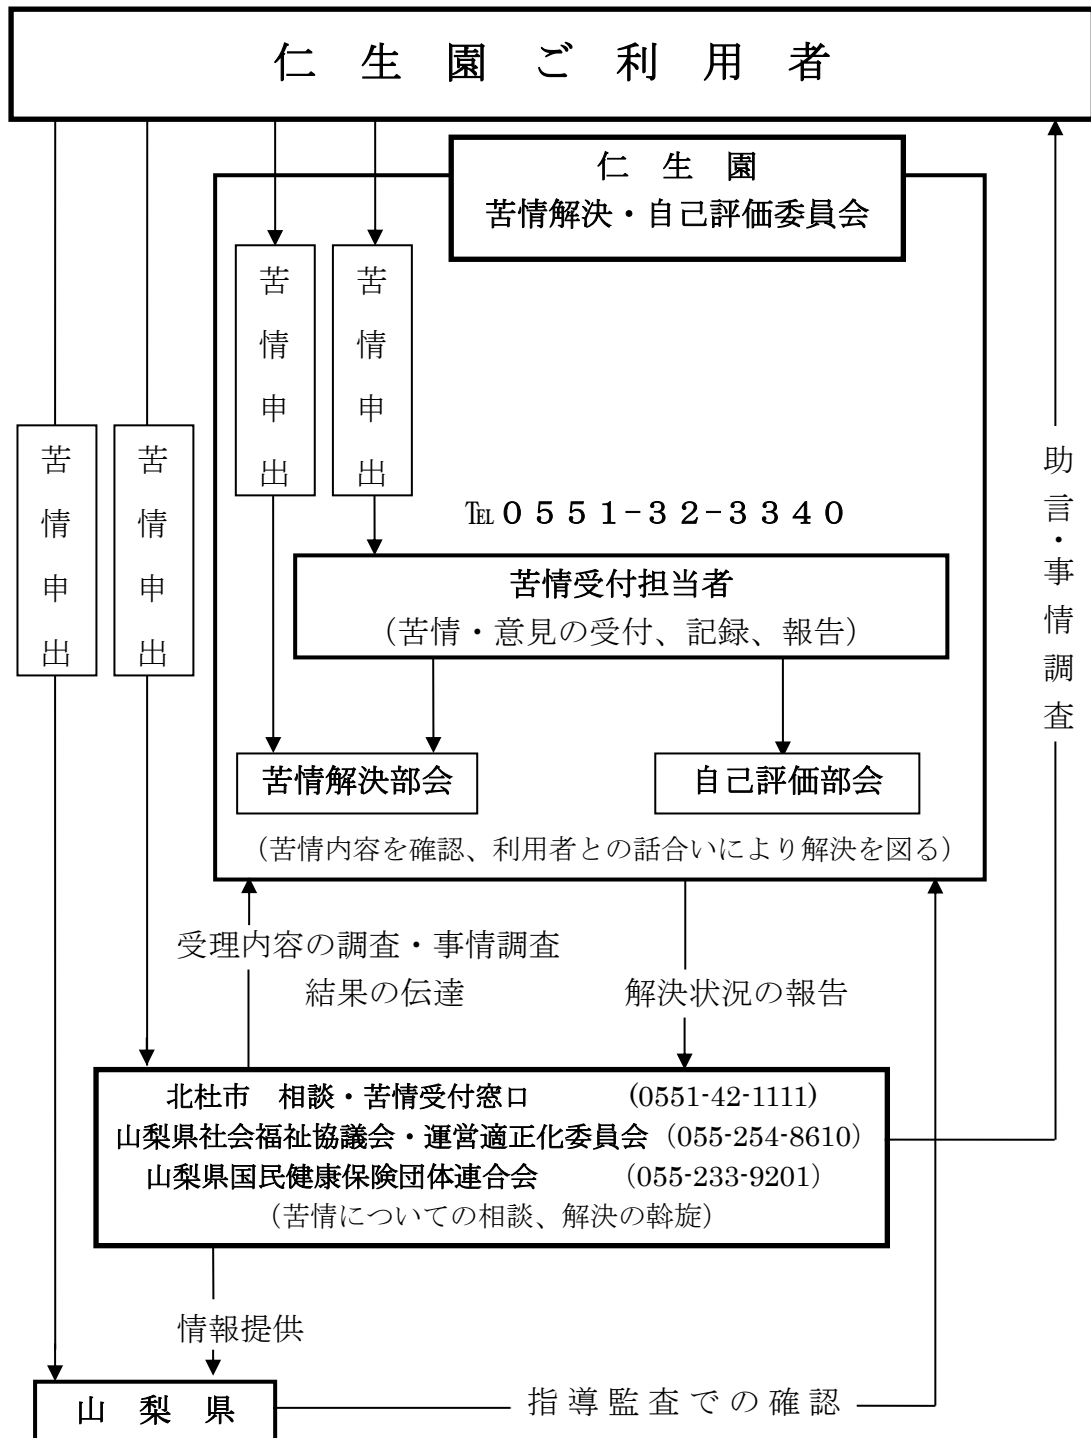 仁 生 園 ご 利 用 者
仁 生 園
苦情解決・自己評価委員会
苦情申出
苦情申出
苦情申出
苦情申出
℡０５５１−３２−３３４０
苦情受付担当者
（苦情・意見の受付、記録、報告）
助言・事情調査
苦情解決部会
自己評価部会
（苦情内容を確認、利用者との話合いにより解決を図る）
受理内容の調査・事情調査
結果の伝達
解決状況の報告
北杜市　相談・苦情受付窓口　(0551-42-1111)
山梨県社会福祉協議会・運営適正化委員会（055-254-8610）
山梨県国民健康保険団体連合会　（055-233-9201）
（苦情についての相談、解決の斡旋）
情報提供
山 梨 県
指導監査での確認